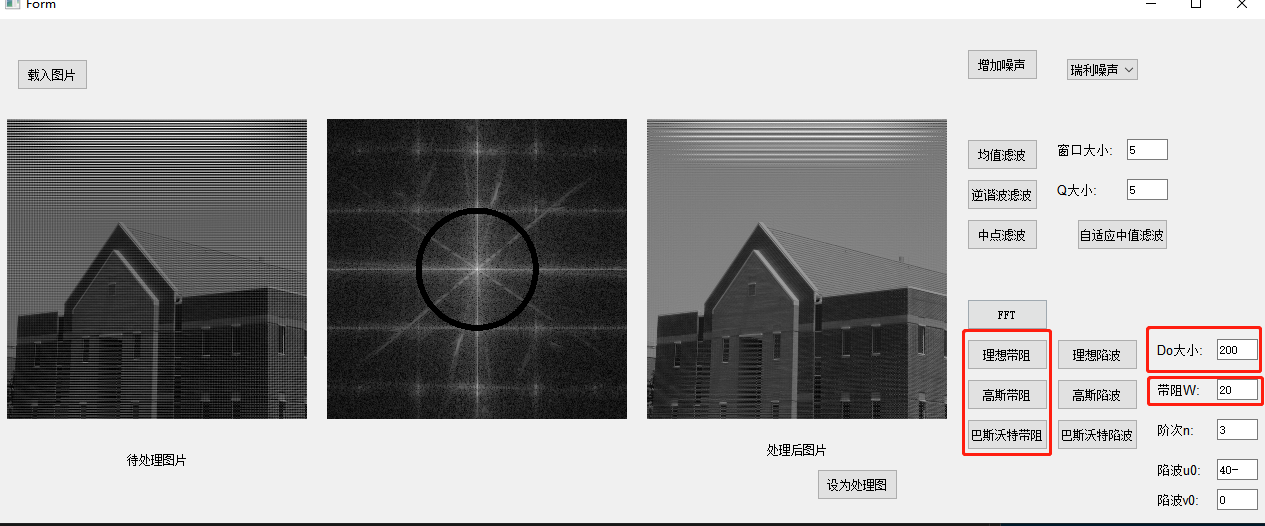 Form
载入图片
增加噪声
瑞利噪声
均值滤波
窗口大小:
5
逆谐波滤波
Q大小:
5
中点滤波
自适应中值滤波
FFT
理想带阻
理想陷波
Do大小:
200
高斯带阻
高斯陷波
带阻W:
20
巴斯沃特带阻
巴斯沃特陷波
阶次n:
3
待处理图片
处理后图片
设为处理图
陷波u0:
40-
陷波v0:
0